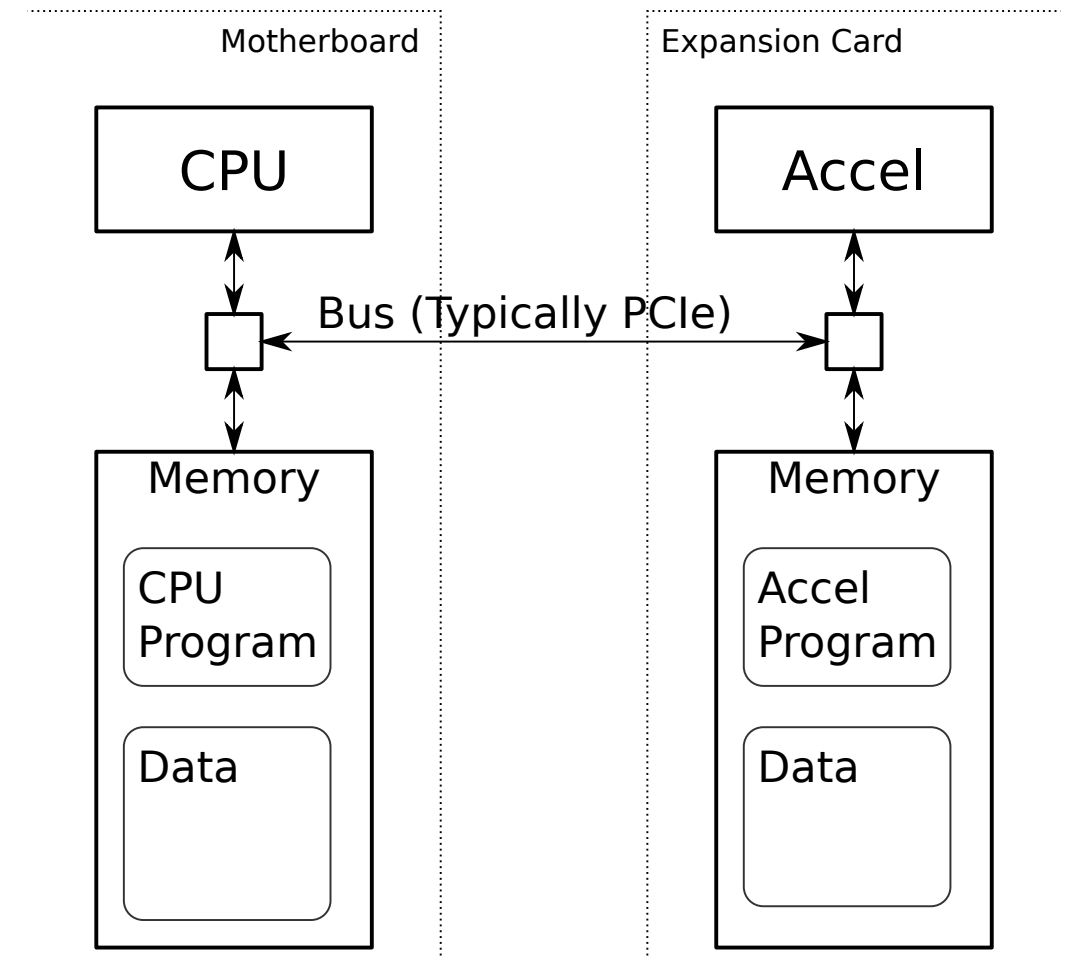 Motherboard
Expansion Card
CPU
Accel
Bus (Typically PCIe)
Memory
CPU
Program
Data
Memory
Accel
Program
Data